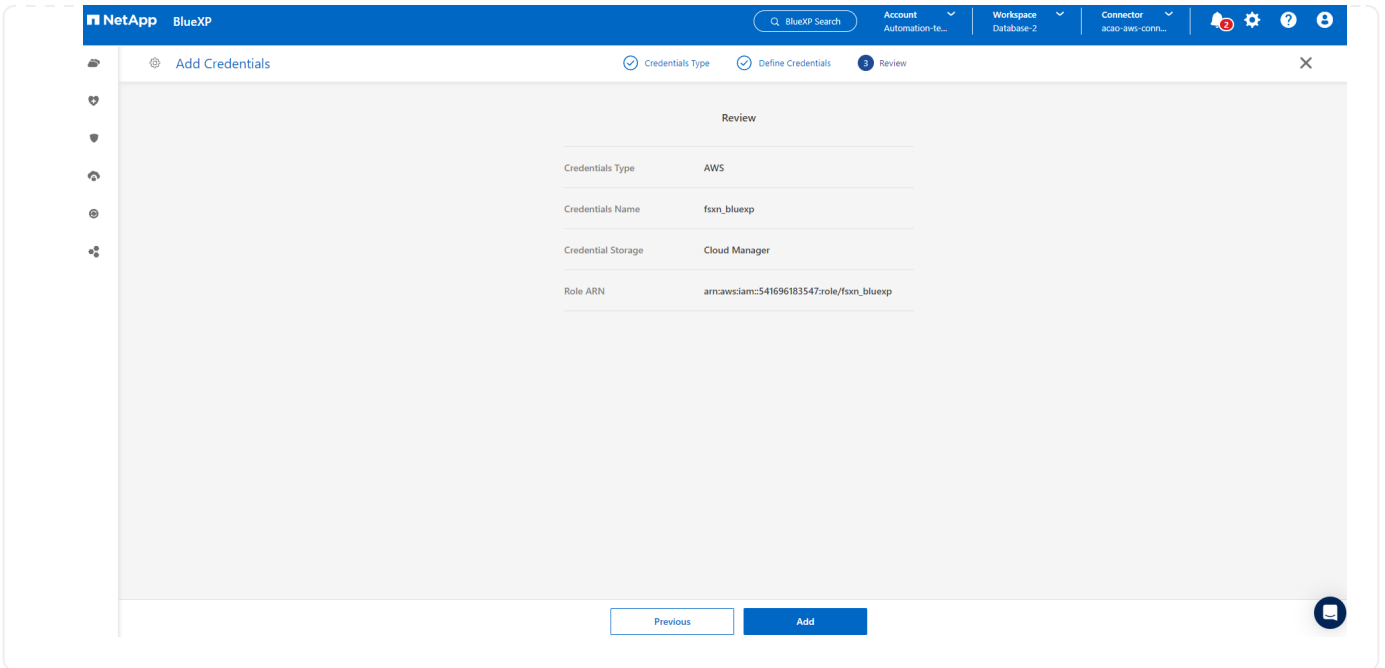 NetApp BlueXP BlueXP Search Account Workspace Connector
Automation-te... Database-2 acao-aws-conn... 2
Add Credentials Credentials Type Define Credentials 3 Review
Review
Credentials Type AWS
Credentials Name fsxn_bluexp
Credential Storage Cloud Manager
Role ARN arn:aws:iam::541696183547:role/fsxn_bluexp
Previous Add